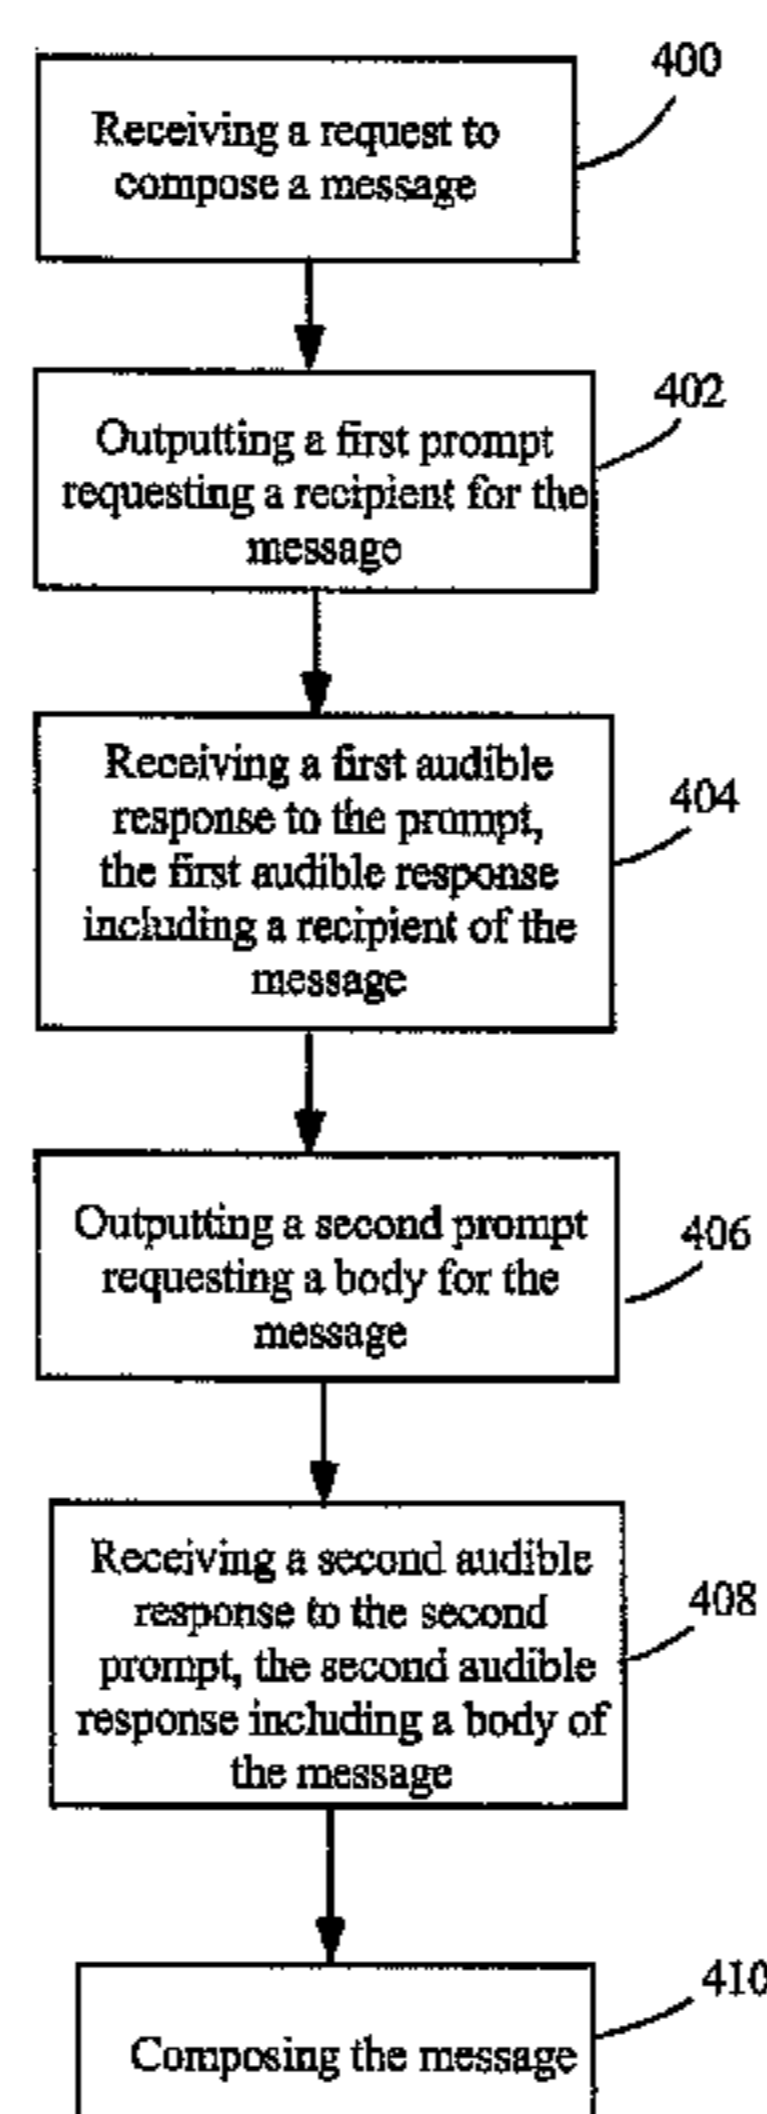 400
Receiving a request to
compose a message
402
Outputting a first prompt
requesting a recipient for the
message
404
Receiving a first audible
response to the prompt,
the first audible response
including a recipient of the
message
406
Outputting a second prompt
requesting a body for the
message
408
Receiving a second audible
response to the second
prompt, the second audible
response including a body of
the message
410
Composing the message